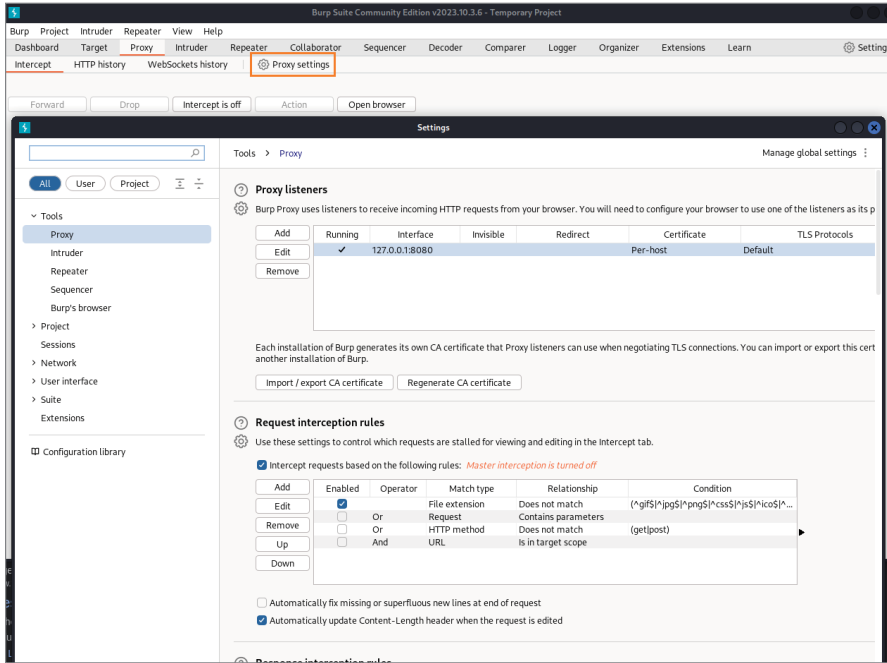 Burp Suite Community Edition v2023.10.3.6 - Temporary Project
Burp Project Intruder Repeater View Help
Dashboard Target Proxy Intruder Repeater Collaborator Sequencer Decoder Comparer Logger Organizer Extensions Learn Setting
Intercept HTTP history WebSockets history Proxy settings
Forward Drop Intercept is off Action Open browser
Settings
Tools > Proxy Manage global settings
All User Project
Tools
Proxy
Intruder
Repeater
Sequencer
Burp's browser
Project
Sessions
Network
User interface
Suite
Extensions
Configuration library
Proxy listeners
Burp Proxy uses listeners to receive incoming HTTP requests from your browser. You will need to configure your browser to use one of the listeners as its p
Add
Edit
Remove
Running Interface Invisible Redirect Certificate TLS Protocols
127.0.0.1:8080 Per-host Default
Each installation of Burp generates its own CA certificate that Proxy listeners can use when negotiating TLS connections. You can import or export this cert
another installation of Burp.
Import / export CA certificate Regenerate CA certificate
Request interception rules
Use these settings to control which requests are stalled for viewing and editing in the Intercept tab.
Intercept requests based on the following rules: Master interception is turned off
Add
Edit
Remove
Up
Down
Enabled Operator Match type Relationship Condition
File extension Does not match (^gif$|^jpg$|^png$|^css$|^js$|^ico$|^...
Or Request Contains parameters
Or HTTP method Does not match (get|post)
And URL Is in target scope
Automatically fix missing or superfluous new lines at end of request
Automatically update Content-Length header when the request is edited
Response interception rules